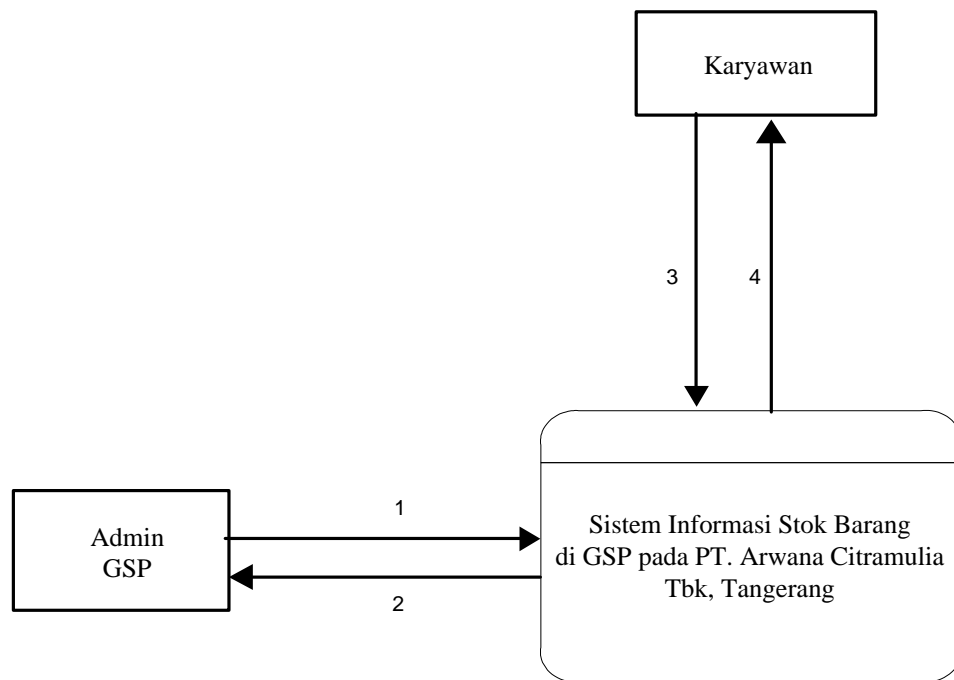 Karyawan
3
4
Admin
GSP
1
2
Sistem Informasi Stok Barang
di GSP pada PT. Arwana Citramulia
Tbk, Tangerang